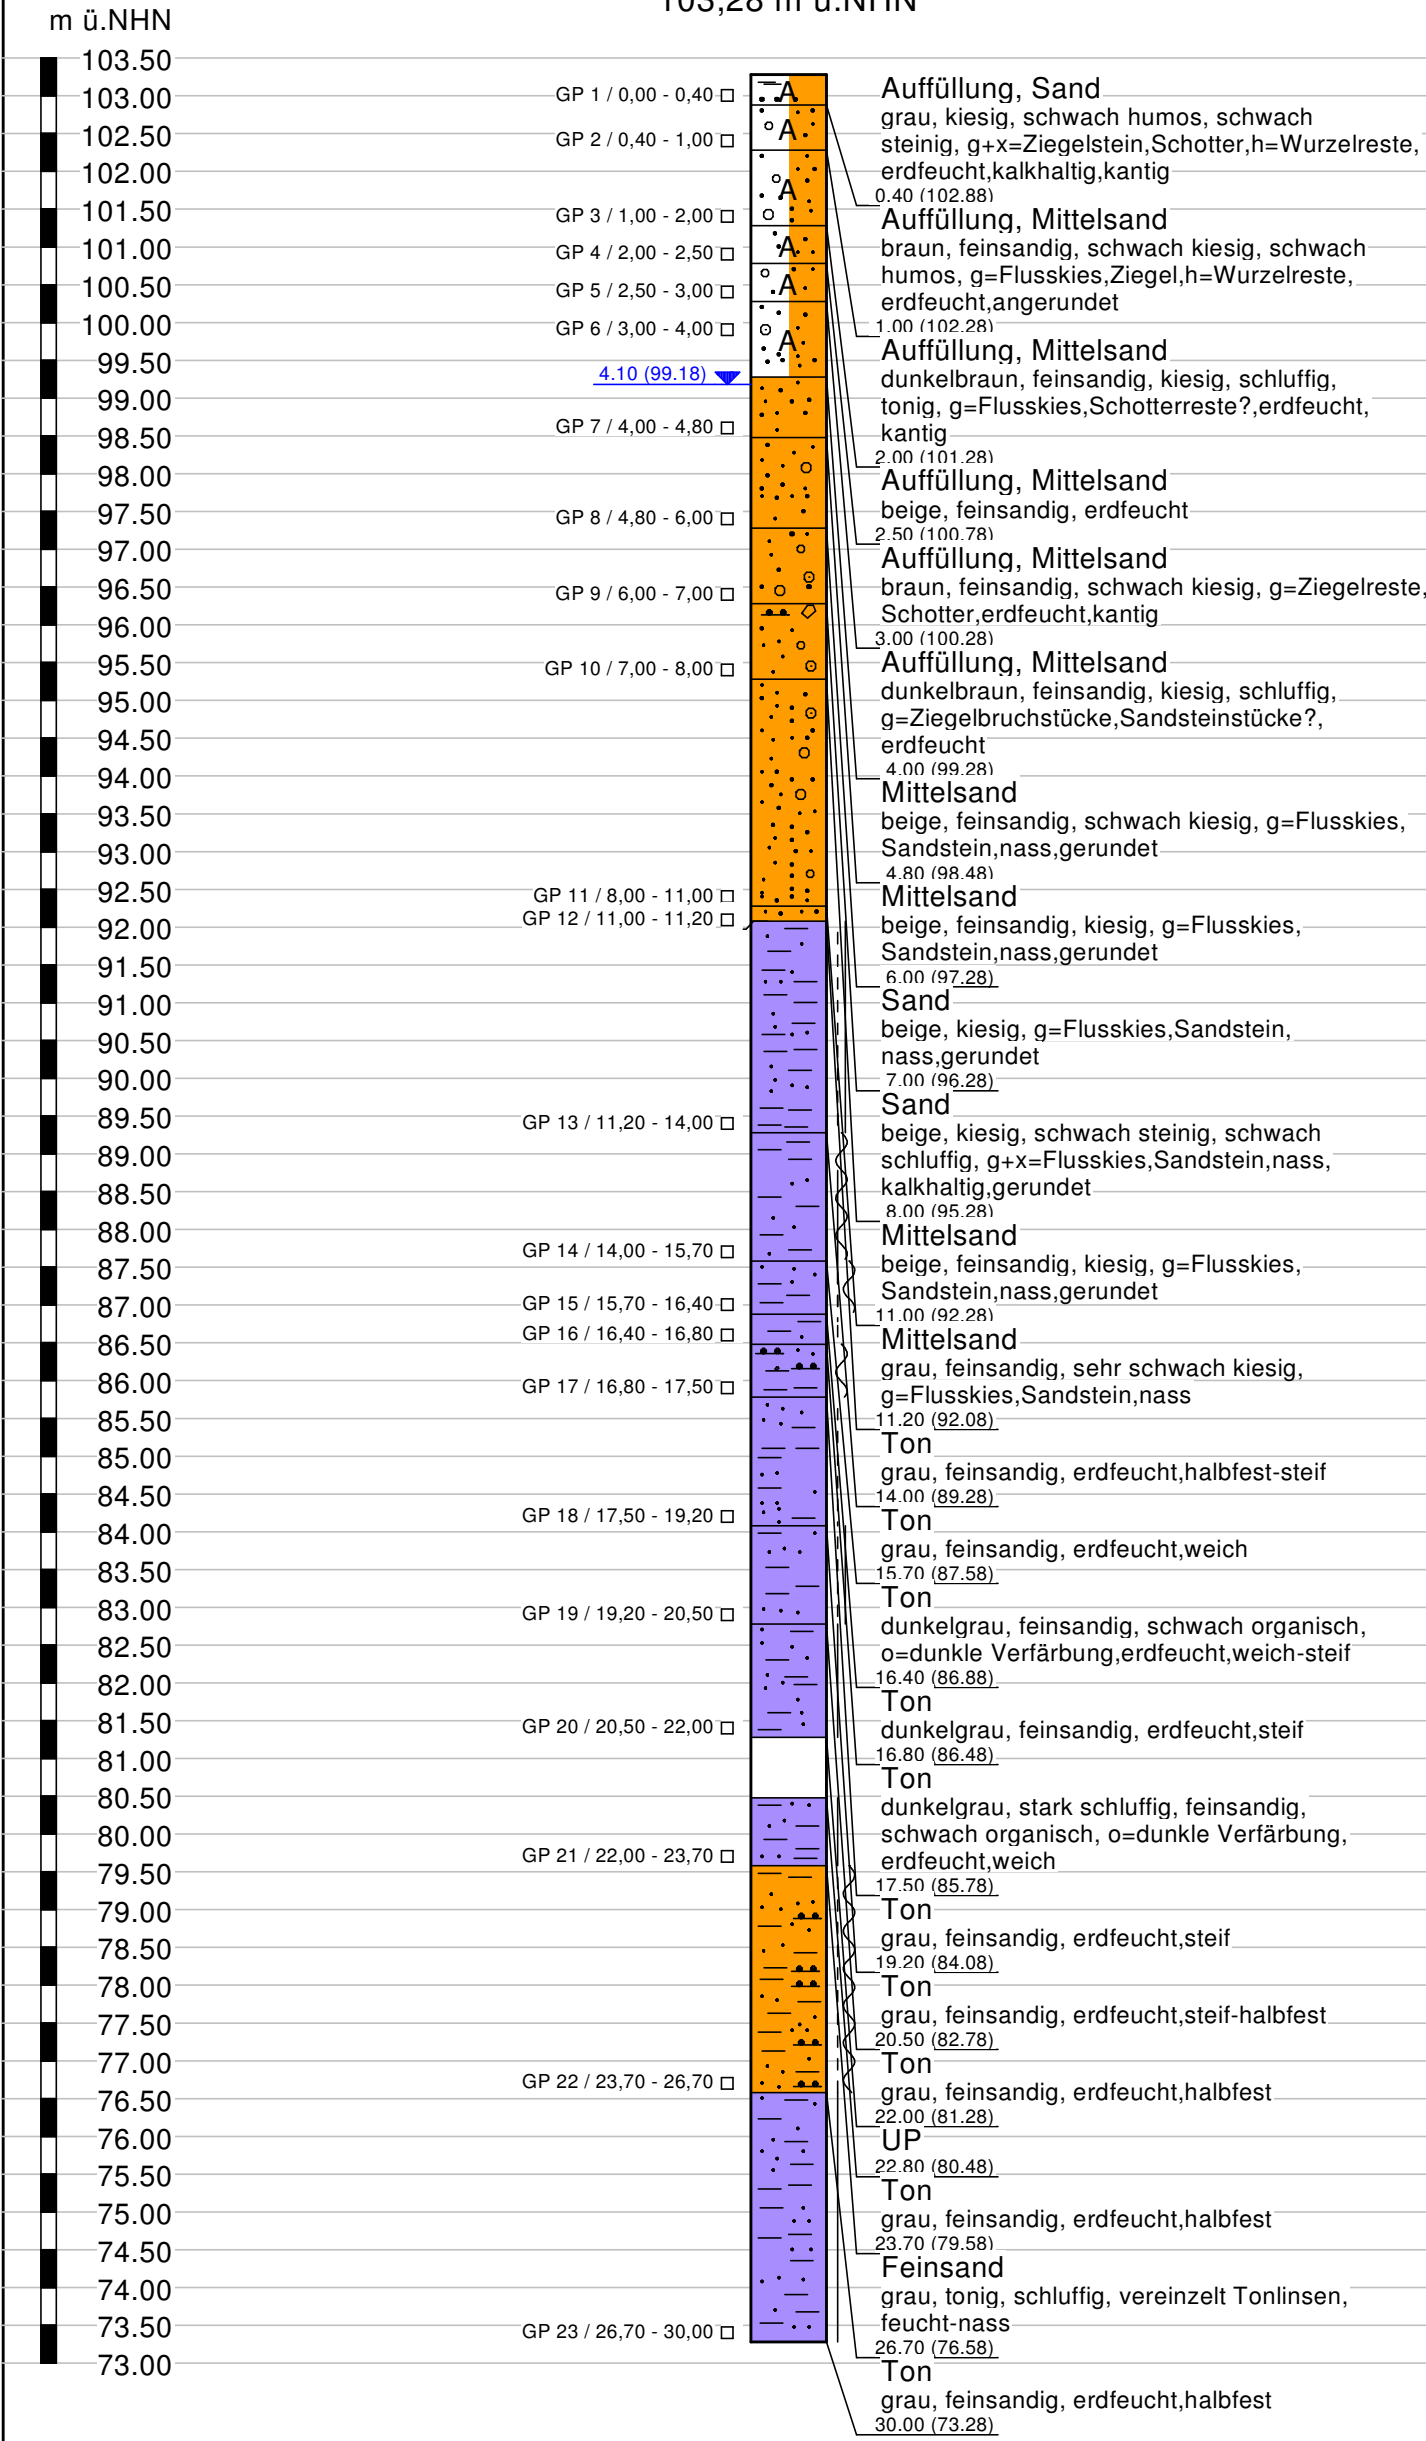 103,28 m ü.NHN
m ü.NHN
103.50
103.00
102.50
102.00
101.50
101.00
100.50
100.00
99.50
99.00
98.50
98.00
97.50
97.00
96.50
96.00
95.50
95.00
94.50
94.00
93.50
93.00
92.50
92.00
91.50
91.00
90.50
90.00
89.50
89.00
88.50
88.00
87.50
87.00
86.50
86.00
85.50
85.00
84.50
84.00
83.50
83.00
82.50
82.00
81.50
81.00
80.50
80.00
79.50
79.00
78.50
78.00
77.50
77.00
76.50
76.00
75.50
75.00
74.50
74.00
73.50
73.00
GP 1 / 0,00 - 0,40
GP 2 / 0,40 - 1,00
GP 3 / 1,00 - 2,00
GP 4 / 2,00 - 2,50
GP 5 / 2,50 - 3,00
GP 6 / 3,00 - 4,00
4.10 (99.18)
GP 7 / 4,00 - 4,80
GP 8 / 4,80 - 6,00
GP 9 / 6,00 - 7,00
GP 10 / 7,00 - 8,00
GP 11 / 8,00 - 11,00
GP 12 / 11,00 - 11,20
GP 13 / 11,20 - 14,00
GP 14 / 14,00 - 15,70
GP 15 / 15,70 - 16,40
GP 16 / 16,40 - 16,80
GP 17 / 16,80 - 17,50
GP 18 / 17,50 - 19,20
GP 19 / 19,20 - 20,50
GP 20 / 20,50 - 22,00
GP 21 / 22,00 - 23,70
GP 22 / 23,70 - 26,70
GP 23 / 26,70 - 30,00
A
A
A
A
A
A
Auffüllung, Sand
grau, kiesig, schwach humos, schwach
steinig, g+x=Ziegelstein,Schotter,h=Wurzelreste,
erdfeucht,kalkhaltig,kantig
0.40 (102.88)
Auffüllung, Mittelsand
braun, feinsandig, schwach kiesig, schwach
humos, g=Flusskies,Ziegel,h=Wurzelreste,
erdfeucht,angerundet
1.00 (102.28)
Auffüllung, Mittelsand
dunkelbraun, feinsandig, kiesig, schluffig,
tonig, g=Flusskies,Schotterreste?,erdfeucht,
kantig
2.00 (101.28)
Auffüllung, Mittelsand
beige, feinsandig, erdfeucht
2.50 (100.78)
Auffüllung, Mittelsand
braun, feinsandig, schwach kiesig, g=Ziegelreste,
Schotter,erdfeucht,kantig
3.00 (100.28)
Auffüllung, Mittelsand
dunkelbraun, feinsandig, kiesig, schluffig,
g=Ziegelbruchstücke,Sandsteinstücke?,
erdfeucht
4.00 (99.28)
Mittelsand
beige, feinsandig, schwach kiesig, g=Flusskies,
Sandstein,nass,gerundet
4.80 (98.48)
Mittelsand
beige, feinsandig, kiesig, g=Flusskies,
Sandstein,nass,gerundet
6.00 (97.28)
Sand
beige, kiesig, g=Flusskies,Sandstein,
nass,gerundet
7.00 (96.28)
Sand
beige, kiesig, schwach steinig, schwach
schluffig, g+x=Flusskies,Sandstein,nass,
kalkhaltig,gerundet
8.00 (95.28)
Mittelsand
beige, feinsandig, kiesig, g=Flusskies,
Sandstein,nass,gerundet
11.00 (92.28)
Mittelsand
grau, feinsandig, sehr schwach kiesig,
g=Flusskies,Sandstein,nass
11.20 (92.08)
Ton
grau, feinsandig, erdfeucht,halbfest-steif
14.00 (89.28)
Ton
grau, feinsandig, erdfeucht,weich
15.70 (87.58)
Ton
dunkelgrau, feinsandig, schwach organisch,
o=dunkle Verfärbung,erdfeucht,weich-steif
16.40 (86.88)
Ton
dunkelgrau, feinsandig, erdfeucht,steif
16.80 (86.48)
Ton
dunkelgrau, stark schluffig, feinsandig,
schwach organisch, o=dunkle Verfärbung,
erdfeucht,weich
17.50 (85.78)
Ton
grau, feinsandig, erdfeucht,steif
19.20 (84.08)
Ton
grau, feinsandig, erdfeucht,steif-halbfest
20.50 (82.78)
Ton
grau, feinsandig, erdfeucht,halbfest
22.00 (81.28)
UP
22.80 (80.48)
Ton
grau, feinsandig, erdfeucht,halbfest
23.70 (79.58)
Feinsand
grau, tonig, schluffig, vereinzelt Tonlinsen,
feucht-nass
26.70 (76.58)
Ton
grau, feinsandig, erdfeucht,halbfest
30.00 (73.28)